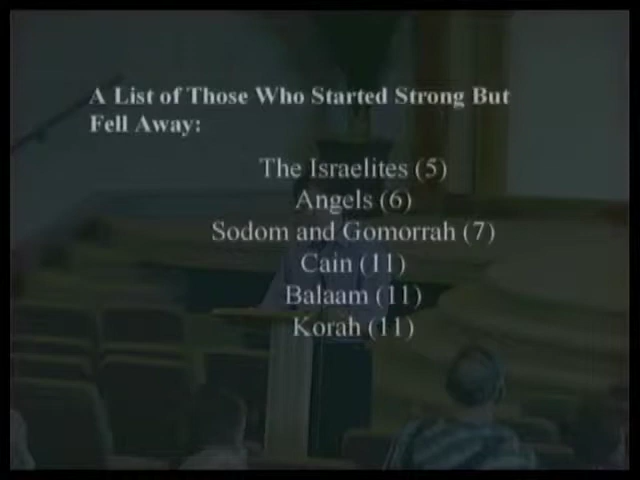 A List of Those Who Started Strong But
Fell Away:
The Israelites (5)
Angels (6)
Sodom and Gomorrah (7)
Cain (11)
Balaam (11)
Korah (11)